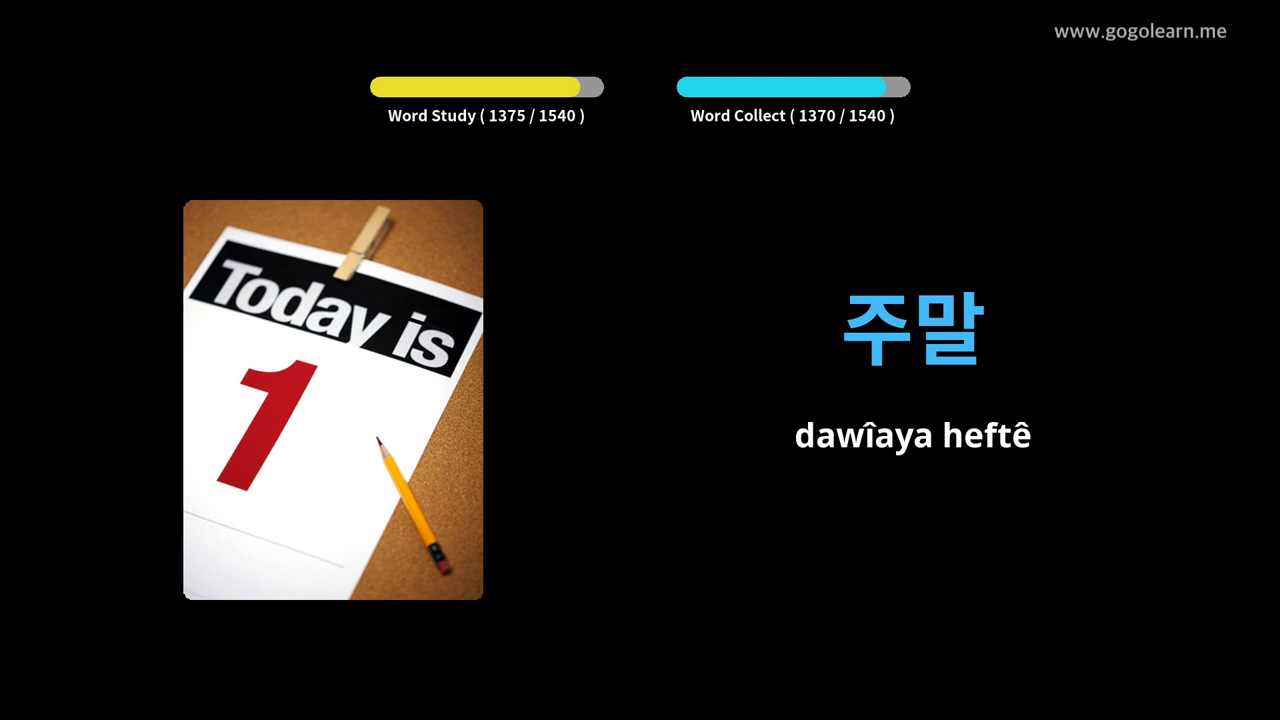 www.gogolearn.me
Word Study ( 1375 / 1540 )
Word Collect ( 1370 / 1540 )
Today is
1
주말
dawîaya heftê